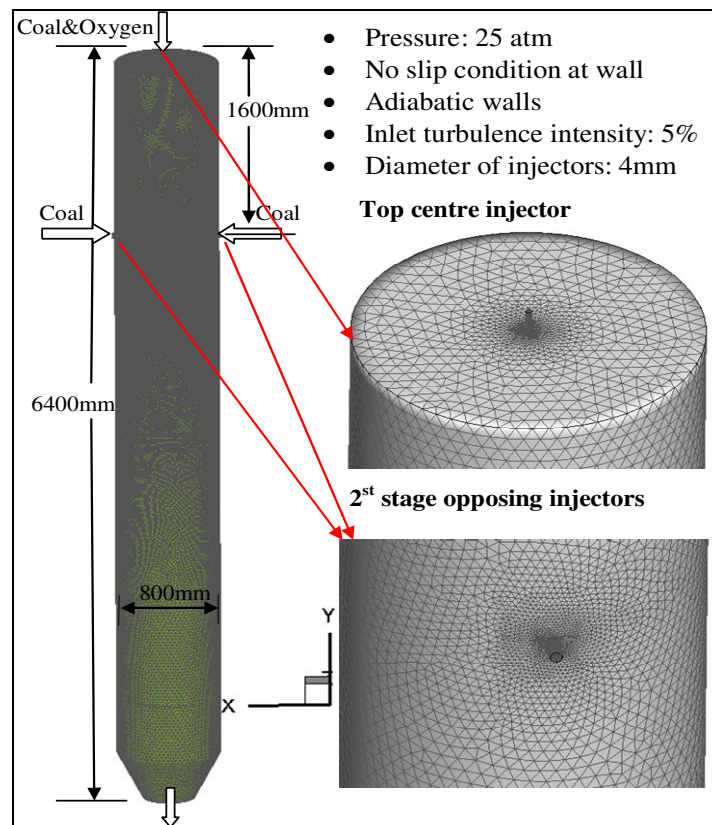 Coal&Oxygen
1600mm
Coal
Coal
6400mm
800mm
Y
X
• Pressure: 25 atm
• No slip condition at wall
• Adiabatic walls
• Inlet turbulence intensity: 5%
• Diameter of injectors: 4mm
Top centre injector
2st stage opposing injectors